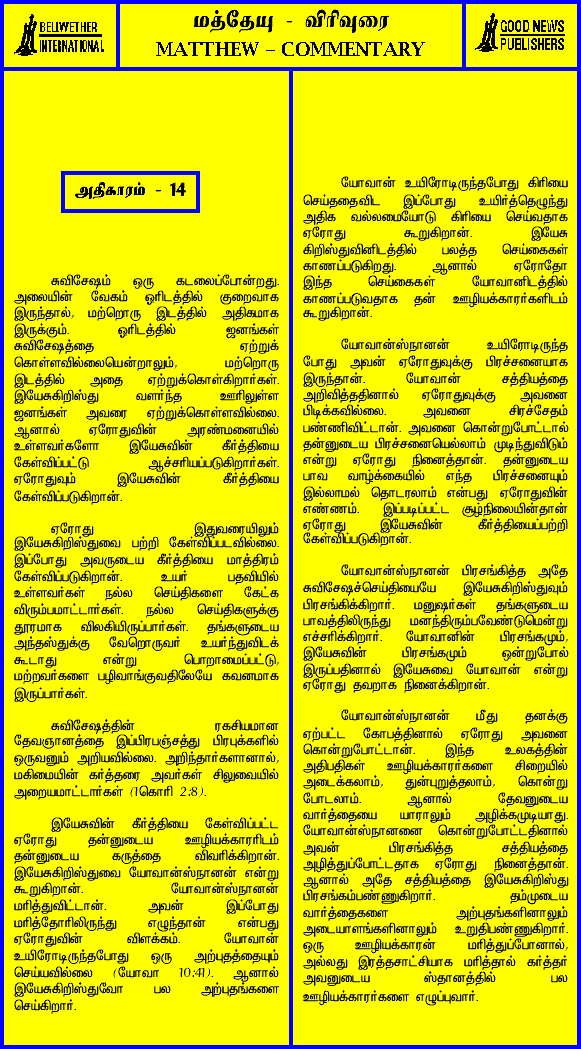 BELIWETHER
INTERNATIONAL
மத்தேயு - விரிவுரை
MATTHEW – COMMENTARY
GOOD NEWS
PUBLISHERS
அதிகாரம் - 14
சுவிசேஷம் ஒரு கடலைப்போன்றது.
அலையின் வேகம் ஓரிடத்தில் குறைவாக
இருந்தால், மற்றொரு இடத்தில் அதிகமாக
இருக்கும். ஓரிடத்தில் ஜனங்கள்
சுவிசேஷத்தை ஏற்றுக்
கொள்ளவில்லையென்றாலும், மற்றொரு
இடத்தில் அதை ஏற்றுக்கொள்கிறார்கள்.
இயேசுகிறிஸ்து வளர்ந்த ஊரிலுள்ள
ஜனங்கள் அவரை ஏற்றுக்கொள்ளவில்லை.
ஆனால் ஏரோதுவின் அரண்மனையில்
உள்ளவர்களோ இயேசுவின் கீர்த்தியை
கேள்விப்பட்டு ஆச்சரியப்படுகிறார்கள்.
ஏரோதுவும் இயேசுவின் கீர்த்தியை
கேள்விப்படுகிறான்.
ஏரோது இதுவரையிலும்
இயேசுகிறிஸ்துவை பற்றி கேள்விப்படவில்லை.
இப்போது அவருடைய கீர்த்தியை மாத்திரம்
கேள்விப்படுகிறான். உயர் பதவியில்
உள்ளவர்கள் நல்ல செய்திகளை கேட்க
விரும்பமாட்டார்கள். நல்ல செய்திகளுக்கு
தூரமாக விலகியிருப்பார்கள். தங்களுடைய
அந்தஸ்துக்கு வேறொருவர் உயர்ந்துவிடக்
கூடாது என்று பொறாமைப்பட்டு,
மற்றவர்களை பழிவாங்குவதிலேயே கவனமாக
இருப்பார்கள்.
சுவிசேஷத்தின் ரகசியமான
தேவஞானத்தை இப்பிரபஞ்சத்து பிரபுக்களில்
ஒருவனும் அறியவில்லை. அறிந்தார்களானால்,
மகிமையின் கர்த்தரை அவர்கள் சிலுவையில்
அறையமாட்டார்கள் (1கொரி 2:8).
இயேசுவின் கீர்த்தியை கேள்விப்பட்ட
ஏரோது தன்னுடைய ஊழியக்காரரிடம்
தன்னுடைய கருத்தை விவரிக்கிறான்.
இயேசுகிறிஸ்துவை யோவான்ஸ்நானன் என்று
கூறுகிறான். யோவான்ஸ்நானன்
மரித்துவிட்டான். அவன் இப்போது
மரித்தோரிலிருந்து எழுந்தான் என்பது
ஏரோதுவின் விளக்கம். யோவான்
உயிரோடிருந்தபோது ஒரு அற்புதத்தையும்
செய்யவில்லை (யோவா 10:41). ஆனால்
இயேசுகிறிஸ்துவோ பல அற்புதங்களை
செய்கிறார்.
யோவான் உயிரோடிருந்தபோது கிரியை
செய்ததைவிட இப்போது உயிர்த்தெழுந்து
அதிக வல்லமையோடு கிரியை செய்வதாக
ஏரோது கூறுகிறான். இயேசு
கிறிஸ்துவினிடத்தில் பலத்த செய்கைகள்
காணப்படுகிறது. ஆனால் ஏரோதோ
இந்த செய்கைகள் யோவானிடத்தில்
காணப்படுவதாக தன் ஊழியக்காரர்களிடம்
கூறுகிறான்.
யோவான்ஸ்நானன் உயிரோடிருந்த
போது அவன் ஏரோதுவுக்கு பிரச்சனையாக
இருந்தான். யோவான் சத்தியத்தை
அறிவித்ததினால் ஏரோதுவுக்கு அவனை
பிடிக்கவில்லை. அவனை சிரச்சேதம்
பண்ணிவிட்டான். அவனை கொன்றுபோட்டால்
தன்னுடைய பிரச்சனையெல்லாம் முடிந்துவிடும்
என்று ஏரோது நினைத்தான். தன்னுடைய
பாவ வாழ்க்கையில் எந்த பிரச்சனையும்
இல்லாமல் தொடரலாம் என்பது ஏரோதுவின்
எண்ணம். இப்படிப்பட்ட சூழ்நிலையின்தான்
ஏரோது இயேசுவின் கீர்த்தியைப்பற்றி
கேள்விப்படுகிறான்.
யோவான்ஸ்நானன் பிரசங்கித்த அதே
சுவிசேஷச்செய்தியையே இயேசுகிறிஸ்துவும்
பிரசங்கிக்கிறார். மனுஷர்கள் தங்களுடைய
பாவத்திலிருந்து மனந்திரும்பவேண்டுமென்று
எச்சரிக்கிறார். யோவானின் பிரசங்கமும்,
இயேசுவின் பிரசங்கமும் ஒன்றுபோல்
இருப்பதினால் இயேசுவை யோவான் என்று
ஏரோது தவறாக நினைக்கிறான்.
யோவான்ஸ்நானன் மீது தனக்கு
ஏற்பட்ட கோபத்தினால் ஏரோது அவனை
கொன்றுபோட்டான். இந்த உலகத்தின்
அதிபதிகள் ஊழியக்காரர்களை சிறையில்
அடைக்கலாம், துன்புறுத்தலாம், கொன்று
போடலாம். ஆனால் தேவனுடைய
வார்த்தையை யாராலும் அழிக்கமுடியாது.
யோவான்ஸ்நானனை கொன்றுபோட்டதினால்
அவன் பிரசங்கித்த சத்தியத்தை
அழித்துப்போட்டதாக ஏரோது நினைத்தான்.
ஆனால் அதே சத்தியத்தை இயேசுகிறிஸ்து
பிரசங்கம்பண்ணுகிறார். தம்முடைய
வார்த்தைகளை அற்புதங்களினாலும்
அடையாளங்களினாலும் உறுதிபண்ணுகிறார்.
ஒரு ஊழியக்காரன் மரித்துப்போனால்,
அல்லது இரத்தசாட்சியாக மரித்தால் கர்த்தர்
அவனுடைய ஸ்தானத்தில் பல
ஊழியக்காரர்களை எழுப்புவார்.